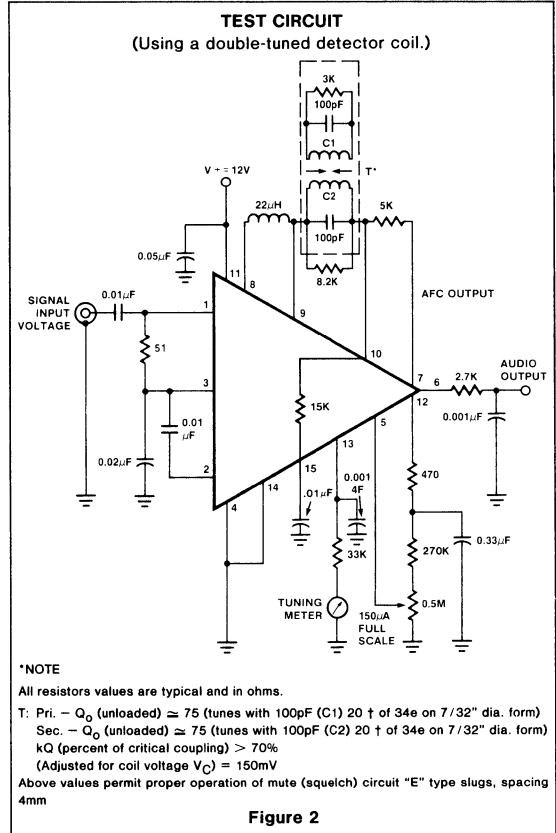 TEST CIRCUIT
(Using a double-tuned detector coil.)
3K
100pF
C1
T*
C2
100pF
8.2K
V + = 12V
22μH
5K
0.05μF
11
8
9
AFC OUTPUT
0.01μF
SIGNAL
INPUT
VOLTAGE
1
51
10
7
6
2.7K
AUDIO
OUTPUT
3
12
0.001μF
0.01
μF
15K
5
0.02μF
2
13
15
14
4
470
.01μF
0.001
4F
33K
270K
0.33μF
TUNING
METER
150μA
FULL
SCALE
0.5M
*NOTE
All resistors values are typical and in ohms.
T: Pri. – Qo (unloaded) ≃ 75 (tunes with 100pF (C1) 20 † of 34e on 7/32" dia. form)
Sec. – Qo (unloaded) ≃ 75 (tunes with 100pF (C2) 20 † of 34e on 7/32" dia. form)
kQ (percent of critical coupling) > 70%
(Adjusted for coil voltage VC) = 150mV
Above values permit proper operation of mute (squelch) circuit "E" type slugs, spacing
4mm
Figure 2